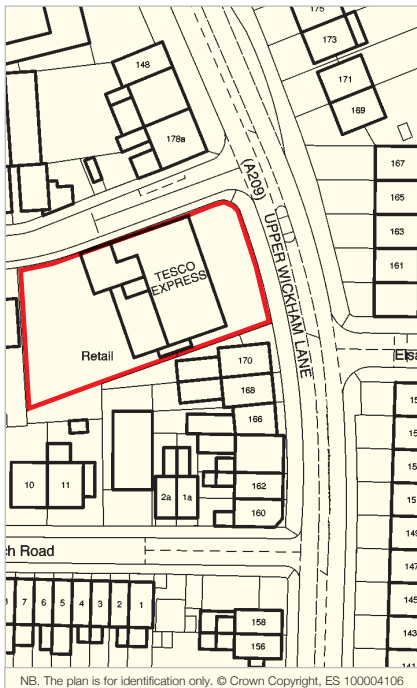 175
173
148
171
169
178a
167
(A209)
165
UPPER WICKHAM LANE
163
TESCO
EXPRESS
161
Retail
170
168
166
162
10
11
2a
1a
160
149
ch Road
147
7
6
5
4
3
2
1
145
158
143
156
NB. The plan is for identification only. © Crown Copyright, ES 100004106